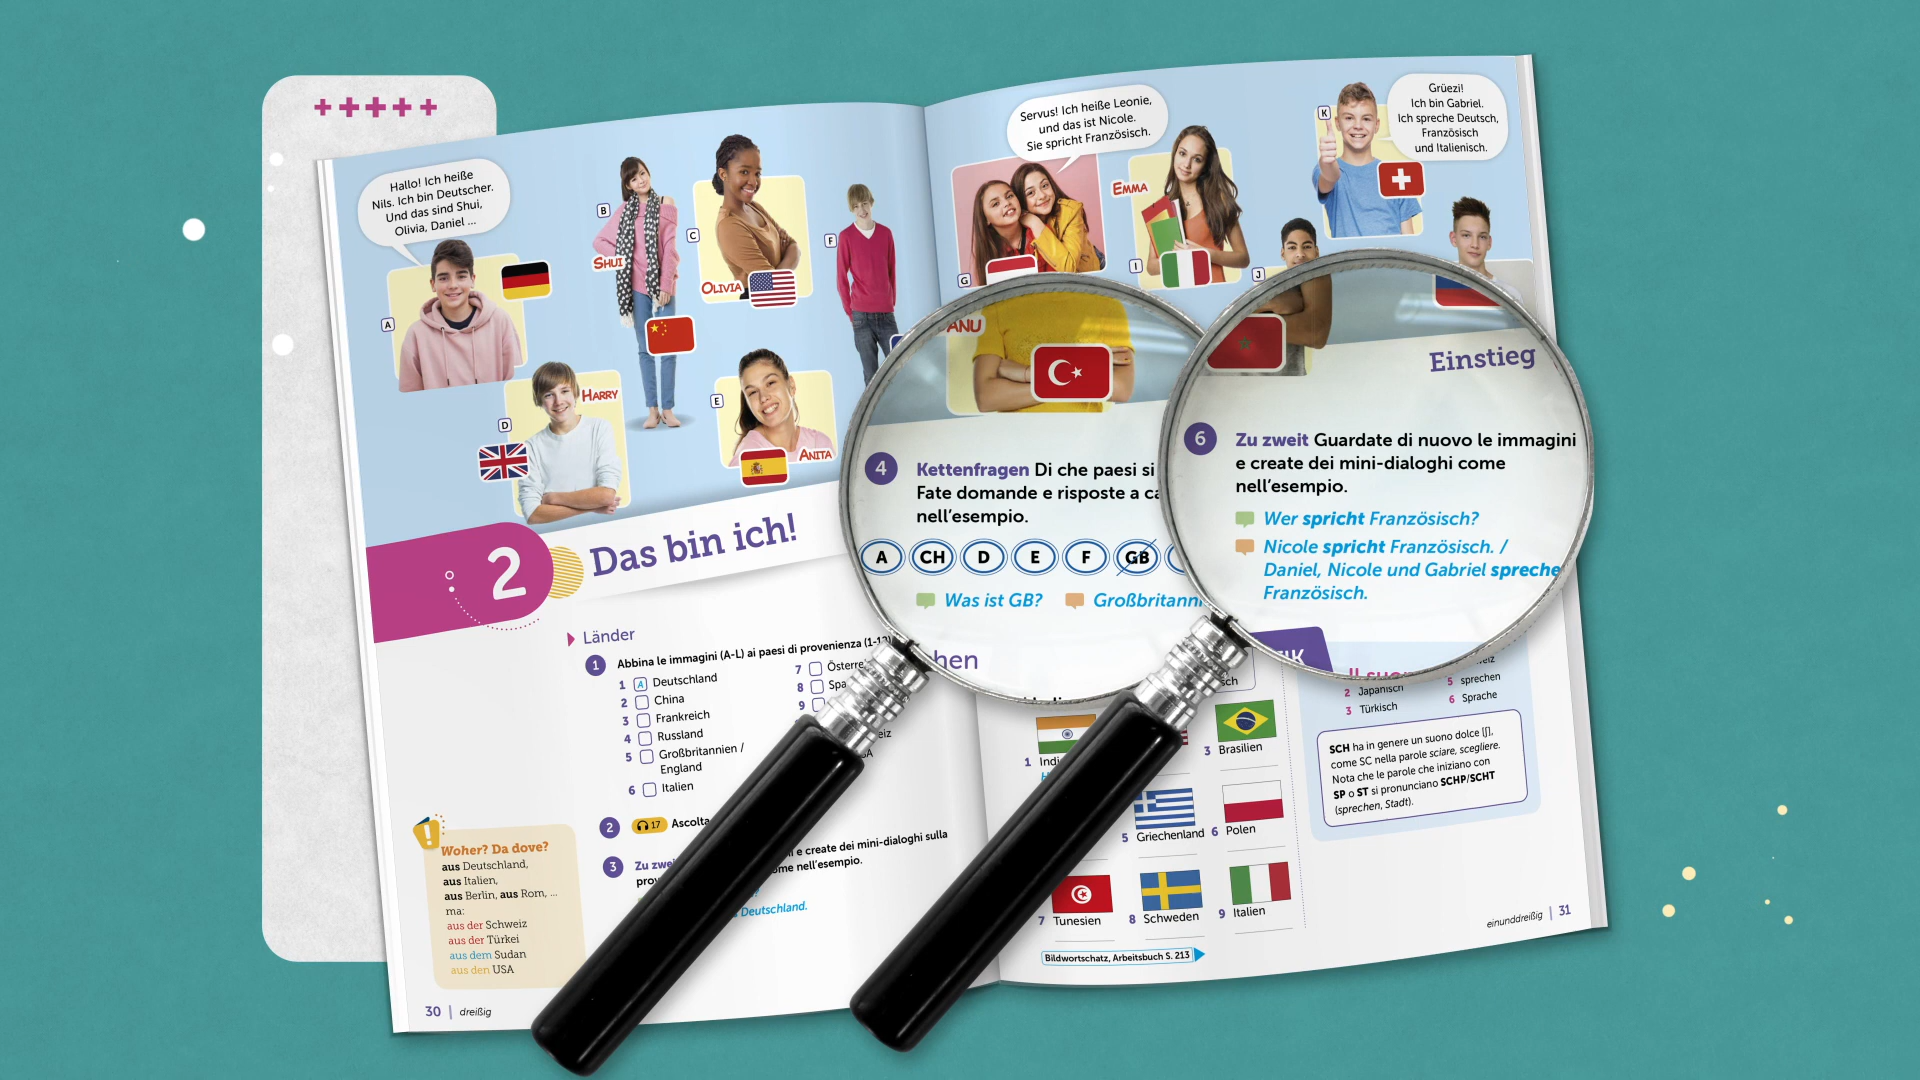 Hallo! Ich heiße
Nils. Ich bin Deutscher.
Und das sind Shui,
Olivia, Daniel ...
A
B
SHUI
C
OLIVIA
D
HARRY
E
ANITA
F
2
Das bin ich!
Länder
1 Abbina le immagini (A-L) ai paesi di provenienza (1-12)
1 A Deutschland
2 China
3 Frankreich
4 Russland
5 Großbritannien /
England
6 Italien
7
8
9
2 17 Ascolta
3 Zu
e create dei mini-dialoghi sulla
nell'esempio.
Deutschland.
Woher? Da dove?
aus Deutschland,
aus Italien,
aus Berlin, aus Rom, ...
ma:
aus der Schweiz
aus der Türkei
aus dem Sudan
aus den USA
30 | dreißig
Servus! Ich heiße Leonie,
und das ist Nicole.
Sie spricht Französisch.
G
EMMA
I
J
K
Grüezi!
Ich bin Gabriel.
Ich spreche Deutsch,
Französisch
und Italienisch.
Einstieg
4 Kettenfragen Di che paesi si
Fate domande e risposte a
nell'esempio.
A CH D E F GB
Was ist GB?
6 Zu zweit Guardate di nuovo le immagini
e create dei mini-dialoghi come
nell'esempio.
Wer spricht Französisch?
Nicole spricht Französisch. /
Daniel, Nicole und Gabriel
Französisch.
1
3 Brasilien
5 Griechenland
6 Polen
7 Tunesien
8 Schweden
9 Italien
Bildwortschatz, Arbeitsbuch S. 213
2 Japanisch
3 Türkisch
5 sprechen
6 Sprache
SCH ha in genere un suono dolce [ʃ],
come SC nella parole sciare, scegliere.
Nota che le parole che iniziano con
SP o ST si pronunciano SCHP/SCHT
(sprechen, Stadt).
einunddreißig | 31